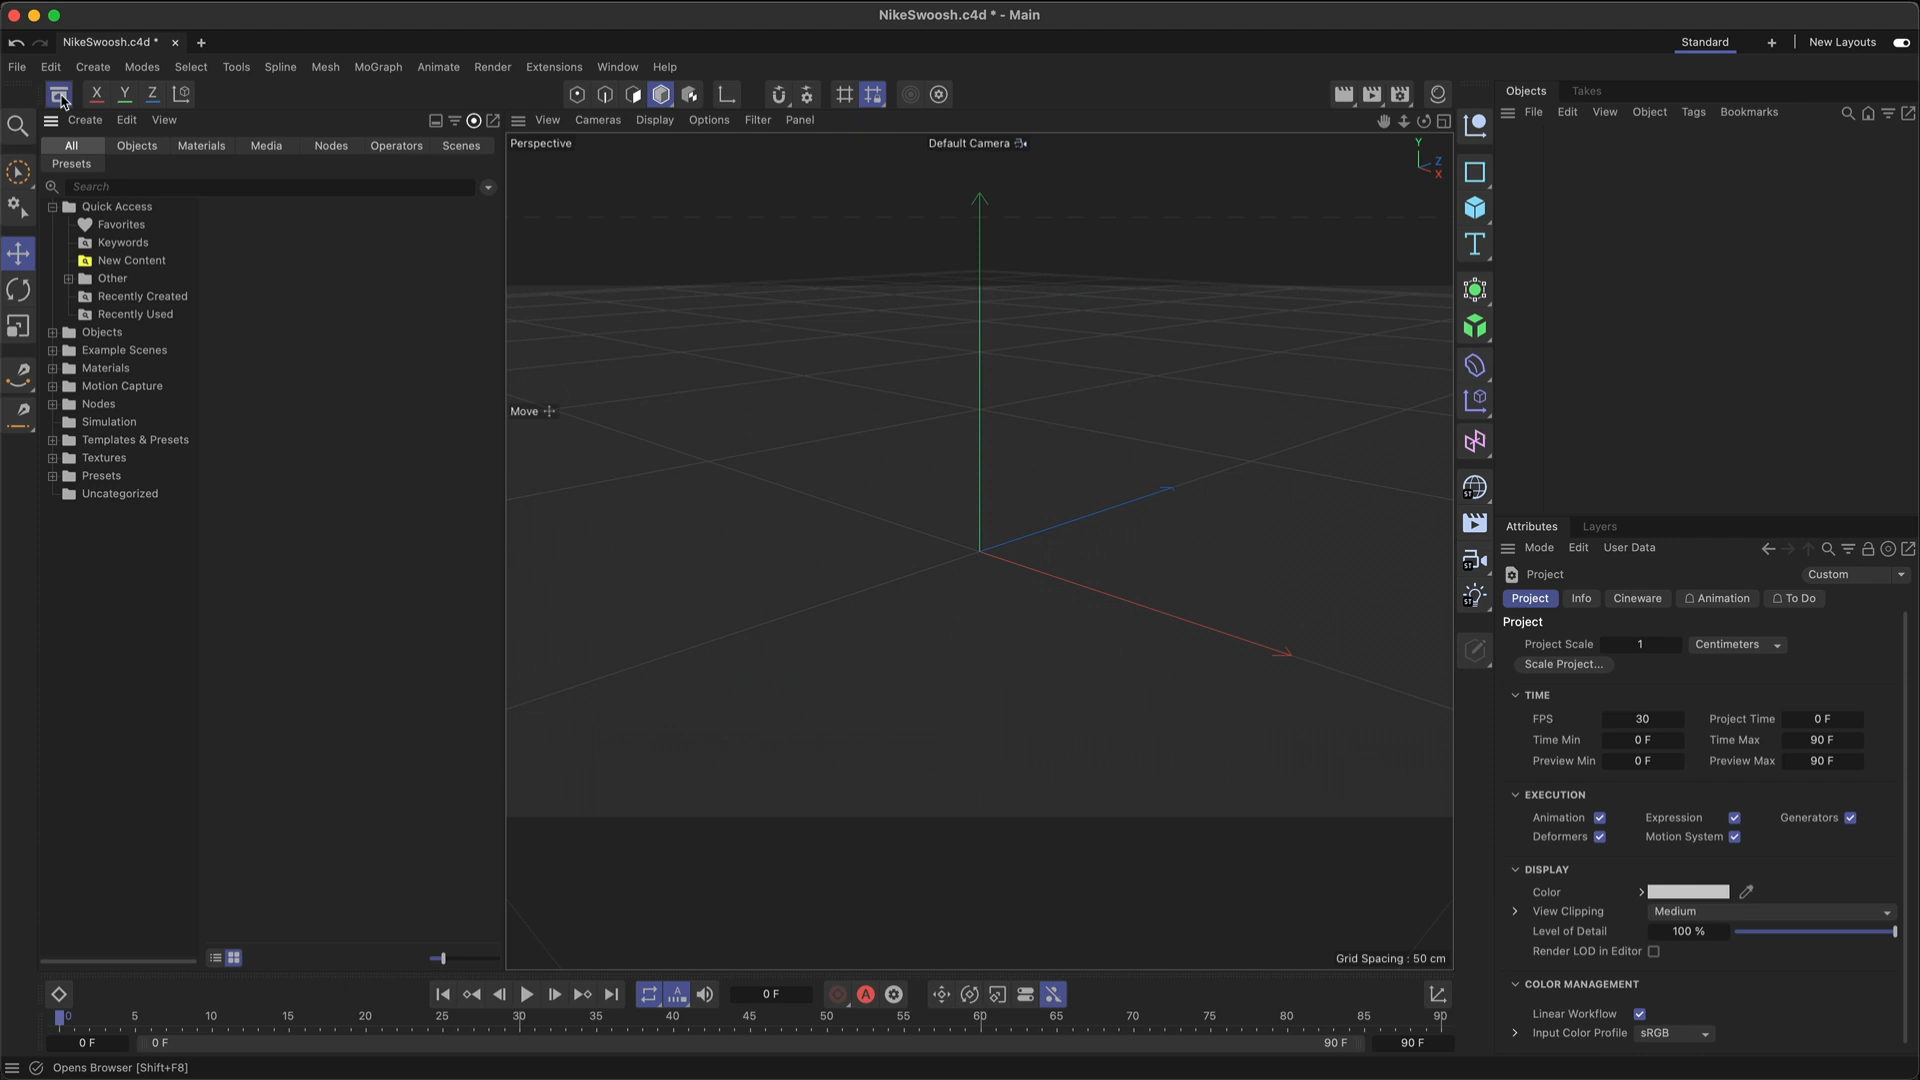 NikeSwoosh.c4d * - Main
NikeSwoosh.c4d *
Standard
New Layouts
File Edit Create Modes Select Tools Spline Mesh MoGraph Animate Render Extensions Window Help
X Y Z
Objects Takes
File Edit View Object Tags Bookmarks
Create Edit View
View Cameras Display Options Filter Panel
All Objects Materials Media Nodes Operators Scenes
Presets
Search
Quick Access
Favorites
Keywords
New Content
Other
Recently Created
Recently Used
Objects
Example Scenes
Materials
Motion Capture
Nodes
Simulation
Templates & Presets
Textures
Presets
Uncategorized
Perspective
Default Camera
Y
Z
X
Move
Grid Spacing : 50 cm
ST
ST
ST
Attributes Layers
Mode Edit User Data
Project
Custom
Project Info Cineware Animation To Do
Project
Project Scale 1 Centimeters
Scale Project...
TIME
FPS 30 Project Time 0 F
Time Min 0 F Time Max 90 F
Preview Min 0 F Preview Max 90 F
EXECUTION
Animation Expression Generators
Deformers Motion System
DISPLAY
Color
View Clipping Medium
Level of Detail 100 %
Render LOD in Editor
COLOR MANAGEMENT
Linear Workflow
Input Color Profile sRGB
A
0 F
A
0 5 10 15 20 25 30 35 40 45 50 55 60 65 70 75 80 85 90
0 F 0 F 90 F 90 F
Opens Browser [Shift+F8]